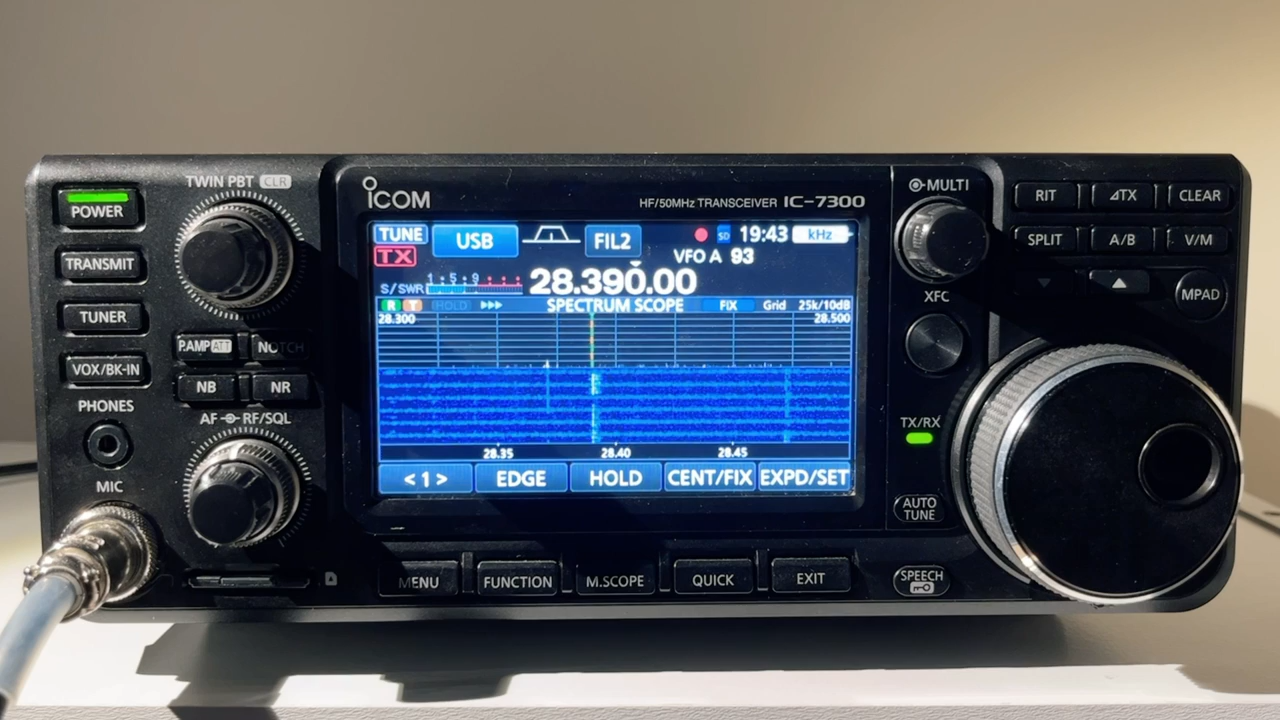 POWER
TRANSMIT
TUNER
VOX/BK-IN
PHONES
MIC
TWIN PBT CLR
P.AMP ATT
NOTCH
NB
NR
AF RF/SQL
ICOM
HF/50MHz TRANSCEIVER IC-7300
TUNE USB FIL2 SD 19:43 kHz
TX VFO A 93
S/SWR 1 5 9 28.390.00
R T HOLD SPECTRUM SCOPE FIX Grid 25k/10dB
28.300 28.500
28.35 28.40 28.45
<1> EDGE HOLD CENT/FIX EXPD/SET
MENU
FUNCTION
M.SCOPE
QUICK
EXIT
MULTI
XFC
TX/RX
AUTO
TUNE
SPEECH
RIT
⊿TX
CLEAR
SPLIT
A/B
V/M
MPAD